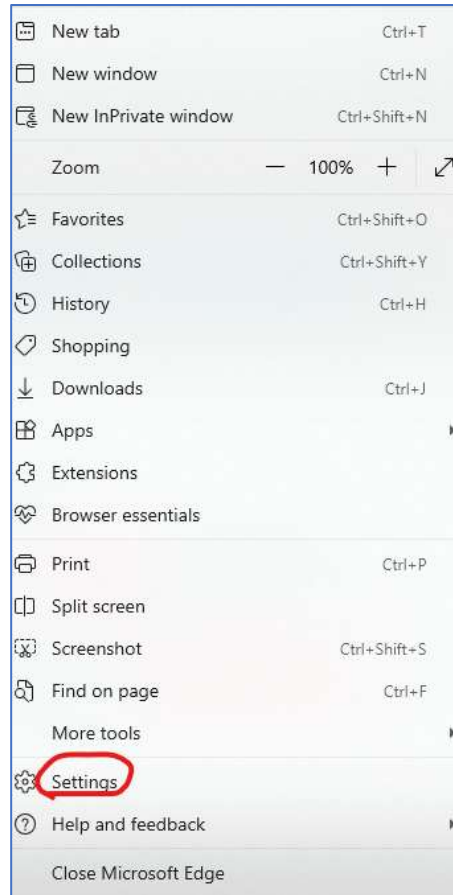 New tab Ctrl+T
New window Ctrl+N
New InPrivate window Ctrl+Shift+N
Zoom — 100% +
Favorites Ctrl+Shift+O
Collections Ctrl+Shift+Y
History Ctrl+H
Shopping
Downloads Ctrl+J
Apps
Extensions
Browser essentials
Print Ctrl+P
Split screen
Screenshot Ctrl+Shift+S
Find on page Ctrl+F
More tools
Settings
Help and feedback
Close Microsoft Edge